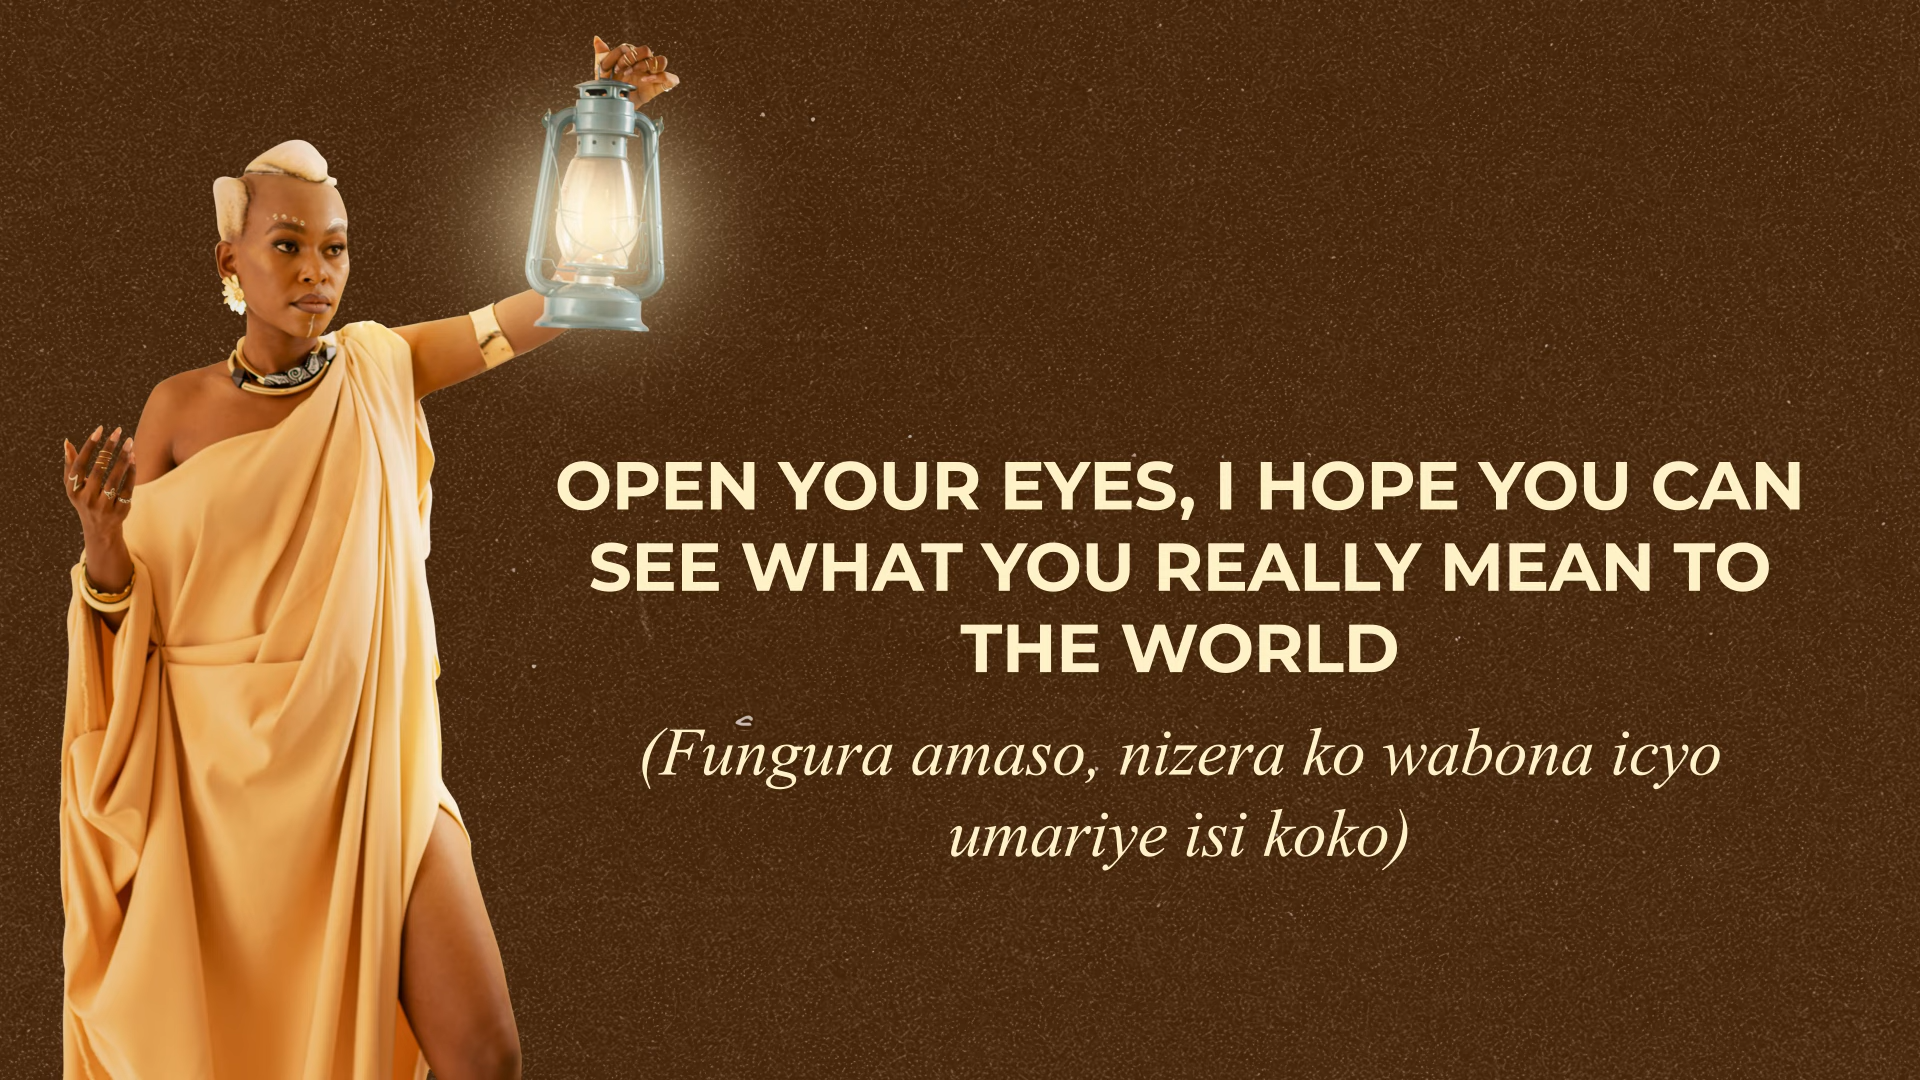 OPEN YOUR EYES, I HOPE YOU CAN
SEE WHAT YOU REALLY MEAN TO
THE WORLD
(Fungura amaso, nizera ko wabona icyo
umariye isi koko)